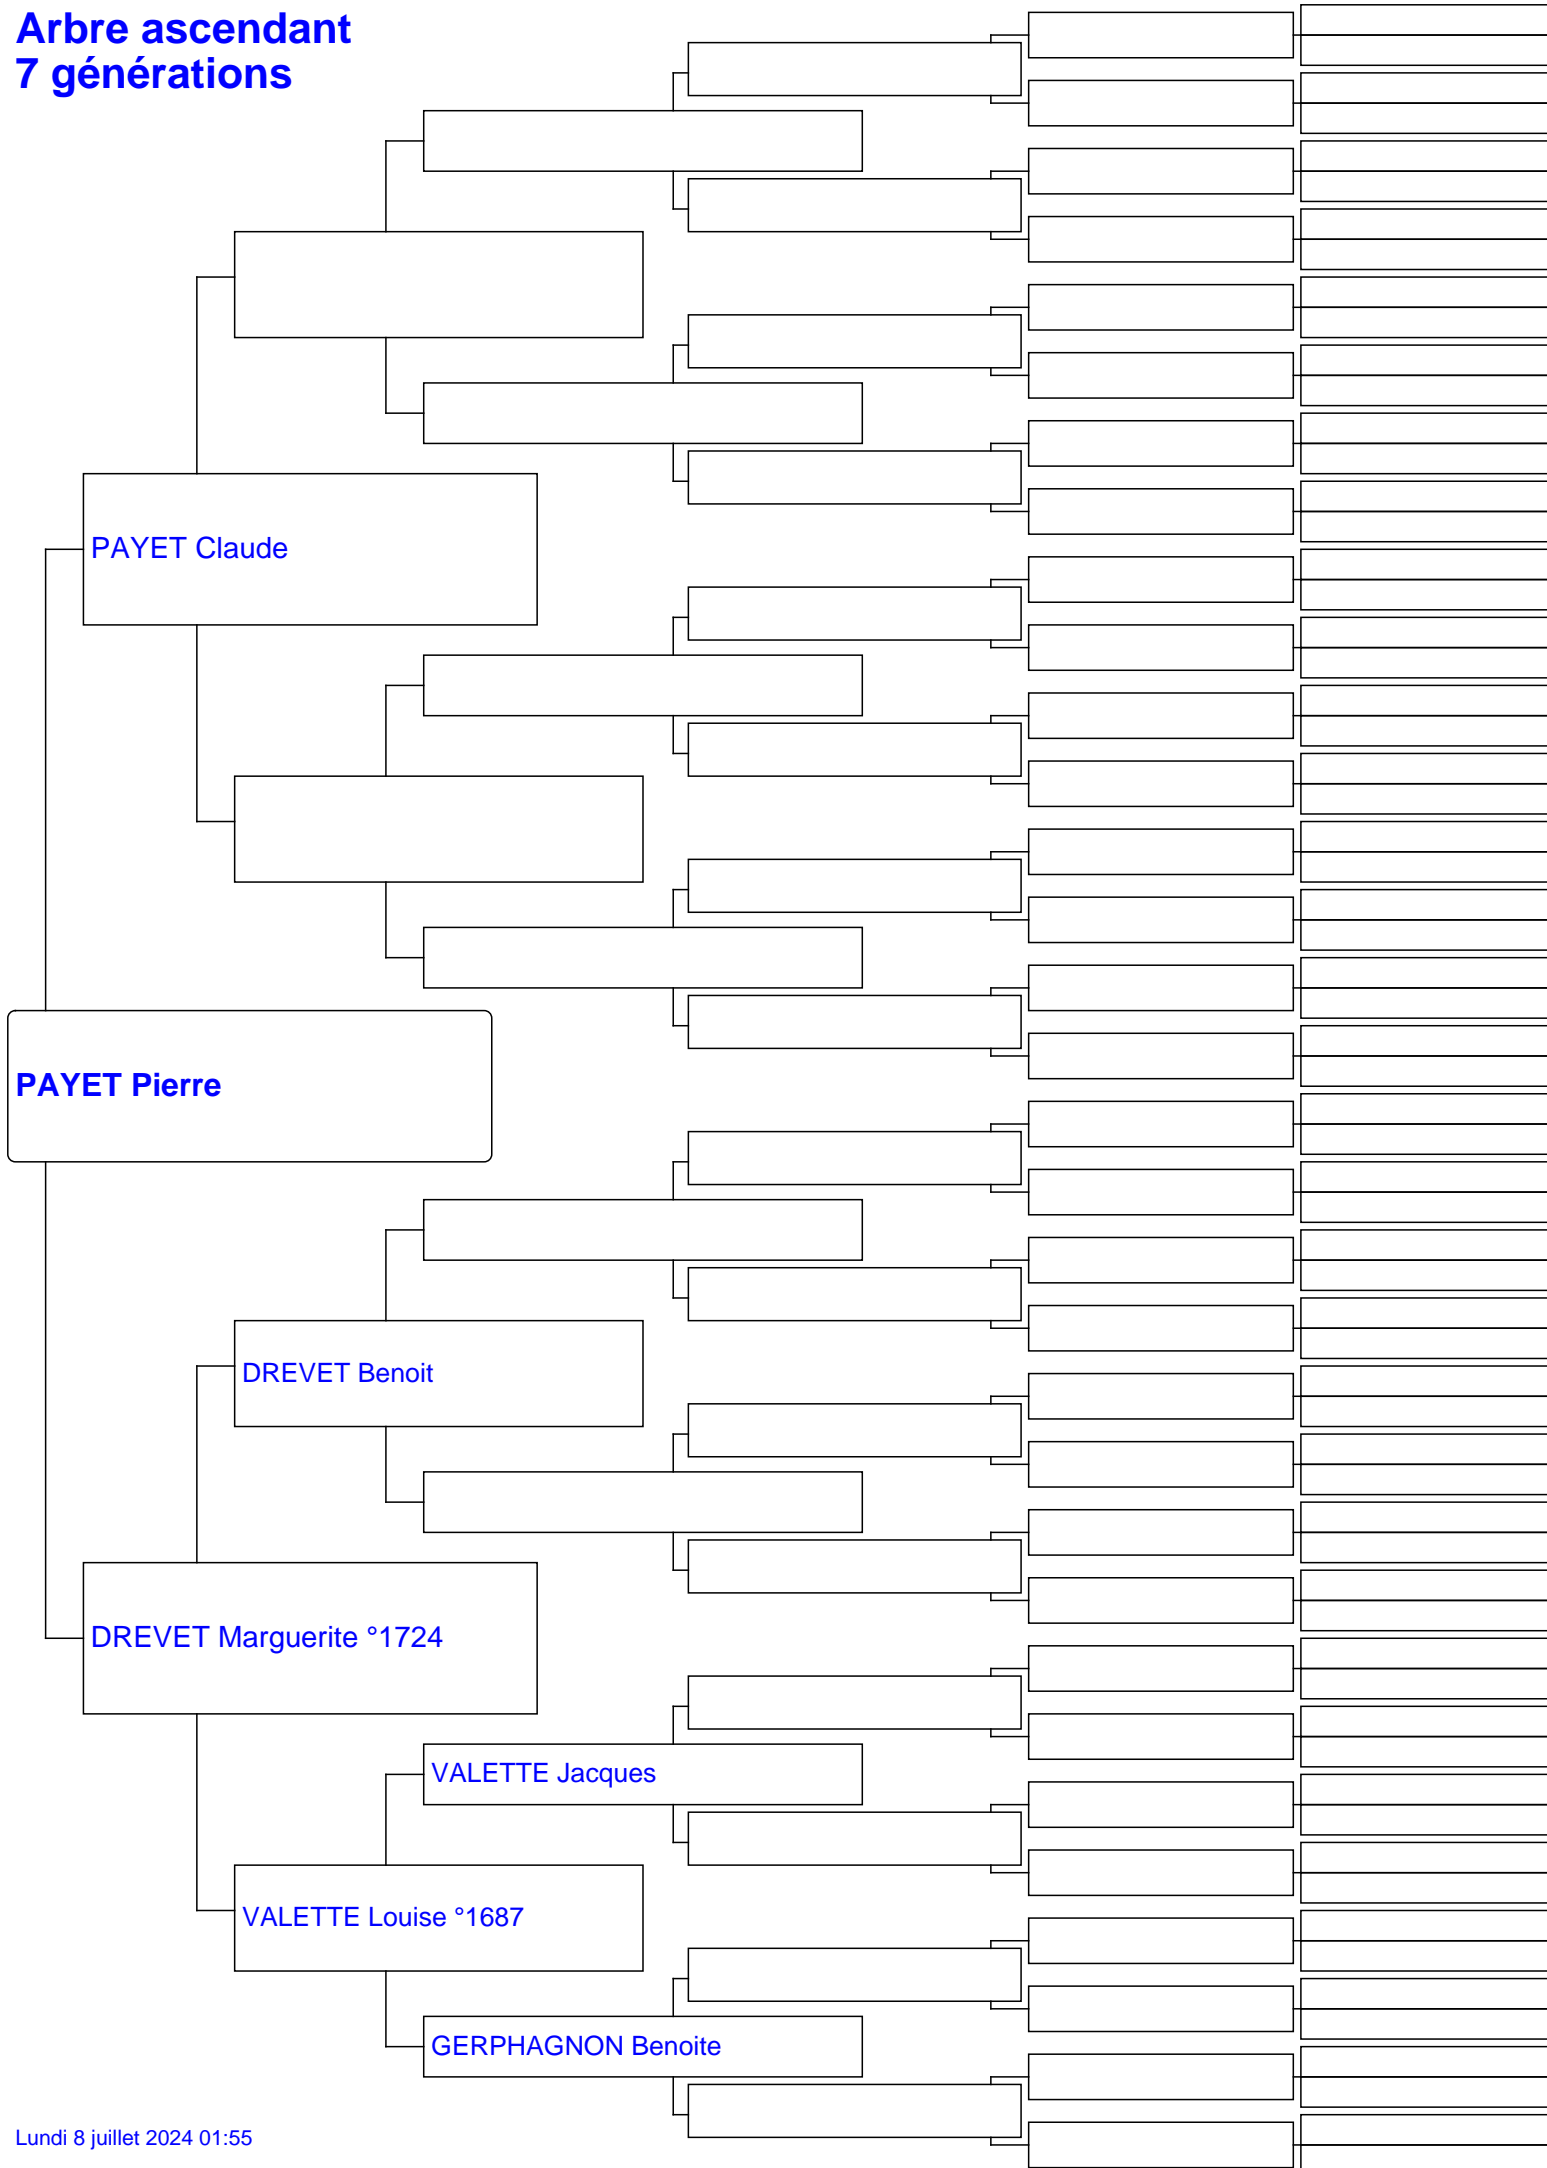 Arbre ascendant
7 générations
PAYET Claude
PAYET Pierre
DREVET Benoit
DREVET Marguerite °1724
VALETTE Jacques
VALETTE Louise °1687
GERPHAGNON Benoite
Lundi 8 juillet 2024 01:55